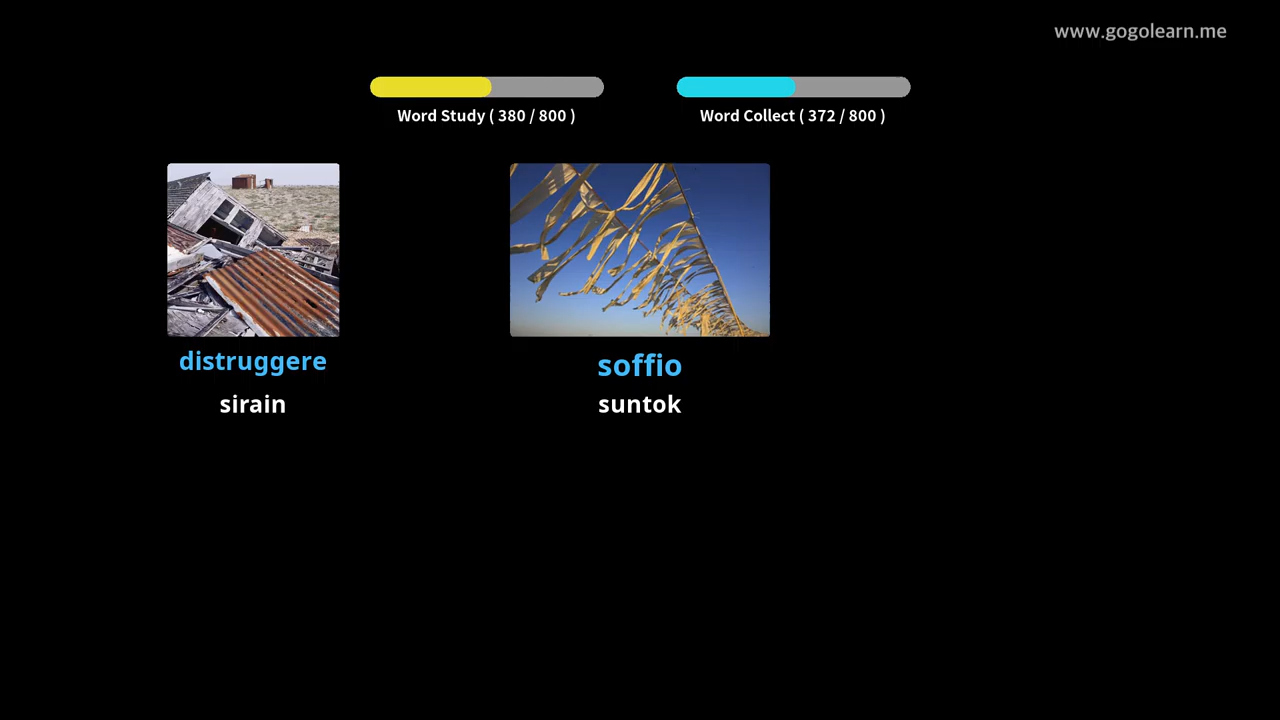 www.gogolearn.me
Word Study ( 380 / 800 )
Word Collect ( 372 / 800 )
distruggere
sirain
soffio
suntok